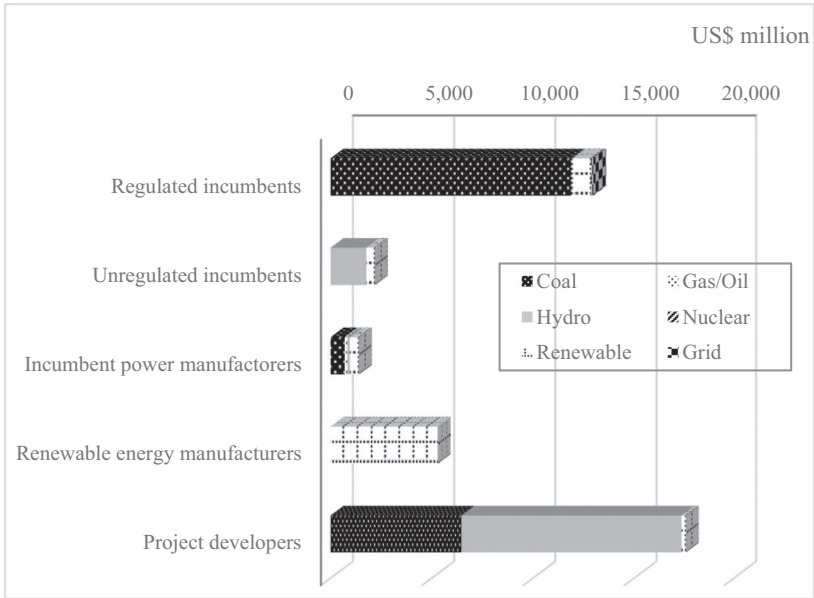 US$ million
0 5,000 10,000 15,000 20,000
Regulated incumbents
Unregulated incumbents
Coal Gas/Oil
Hydro Nuclear
Renewable Grid
Incumbent power manufactorers
Renewable energy manufacturers
Project developers